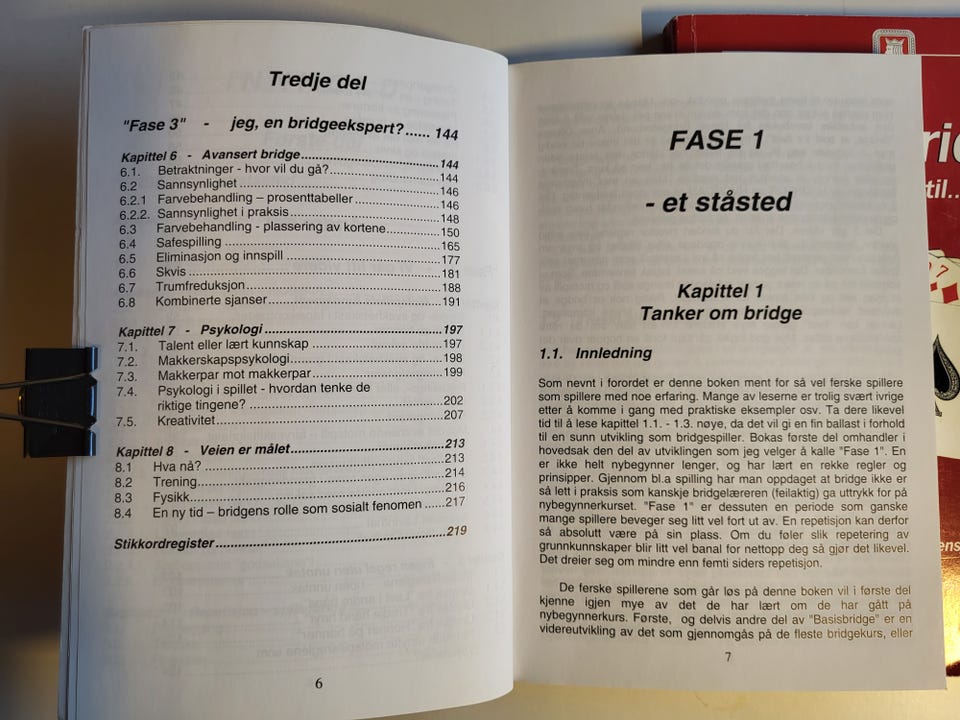 Tredje del
"Fase 3" - jeg, en bridgeekspert?...... 144
Kapittel 6 - Avansert bridge.......................................144
6.1. Betraktninger - hvor vil du gå?...............................144
6.2 Sannsynlighet........................................................146
6.2.1 Farvebehandling – prosenttabeller........................146
6.2.2. Sannsynlighet i praksis.........................................148
6.3 Farvebehandling - plassering av kortene................150
6.4 Safespilling............................................................165
6.5 Eliminasjon og innspill...........................................177
6.6 Skvis.....................................................................181
6.7 Trumfreduksjon.....................................................188
6.8 Kombinerte sjanser................................................191
Kapittel 7 - Psykologi..................................................197
7.1. Talent eller lært kunnskap.....................................197
7.2. Makkerskapspsykologi..........................................198
7.3. Makkerpar mot makkerpar.....................................199
7.4. Psykologi i spillet - hvordan tenke de
riktige tingene?......................................................202
7.5. Kreativitet..............................................................207
Kapittel 8 - Veien er målet...........................................213
8.1 Hva nå?.................................................................213
8.2 Trening..................................................................214
8.3 Fysikk....................................................................216
8.4 En ny tid – bridgens rolle som sosialt fenomen......217
Stikkordregister...........................................................219
6
FASE 1
- et ståsted
Kapittel 1
Tanker om bridge
1.1. Innledning
Som nevnt i forordet er denne boken ment for så vel ferske spillere
som spillere med noe erfaring. Mange av leserne er trolig svært ivrige
etter å komme i gang med praktiske eksempler osv. Ta dere likevel
tid til å lese kapittel 1.1. - 1.3. nøye, da det vil gi en fin ballast i forhold
til en sunn utvikling som bridgespiller. Bokas første del omhandler i
hovedsak den del av utviklingen som jeg velger å kalle "Fase 1". En
er ikke helt nybegynner lenger, og har lært en rekke regler og
prinsipper. Gjennom bl.a spilling har man oppdaget at bridge ikke er
så lett i praksis som kanskje bridgelæreren (feilaktig) ga uttrykk for på
nybegynnerkurset. "Fase 1" er dessuten en periode som ganske
mange spillere beveger seg litt vel fort ut av. En repetisjon kan derfor
så absolutt være på sin plass. Om du føler slik repetering av
grunnkunnskaper blir litt vel banal for nettopp deg så gjør det likevel.
Det dreier seg om mindre enn femti siders repetisjon.
De ferske spillerene som går løs på denne boken vil i første del
kjenne igjen mye av det de har lært om de har gått på
nybegynnerkurs. Første, og delvis andre del av "Basisbridge" er en
videreutvikling av det som gjennomgås på de fleste bridgekurs, eller
7
til..